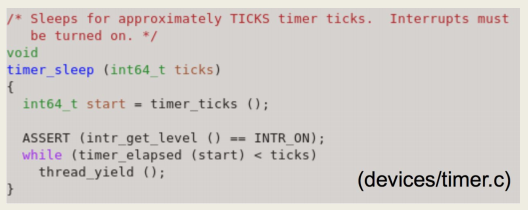 /* Sleeps for approximately TICKS timer ticks.  Interrupts must
   be turned on. */
void
timer_sleep (int64_t ticks)
{
  int64_t start = timer_ticks ();

  ASSERT (intr_get_level () == INTR_ON);
  while (timer_elapsed (start) < ticks)
    thread_yield ();
}
(devices/timer.c)